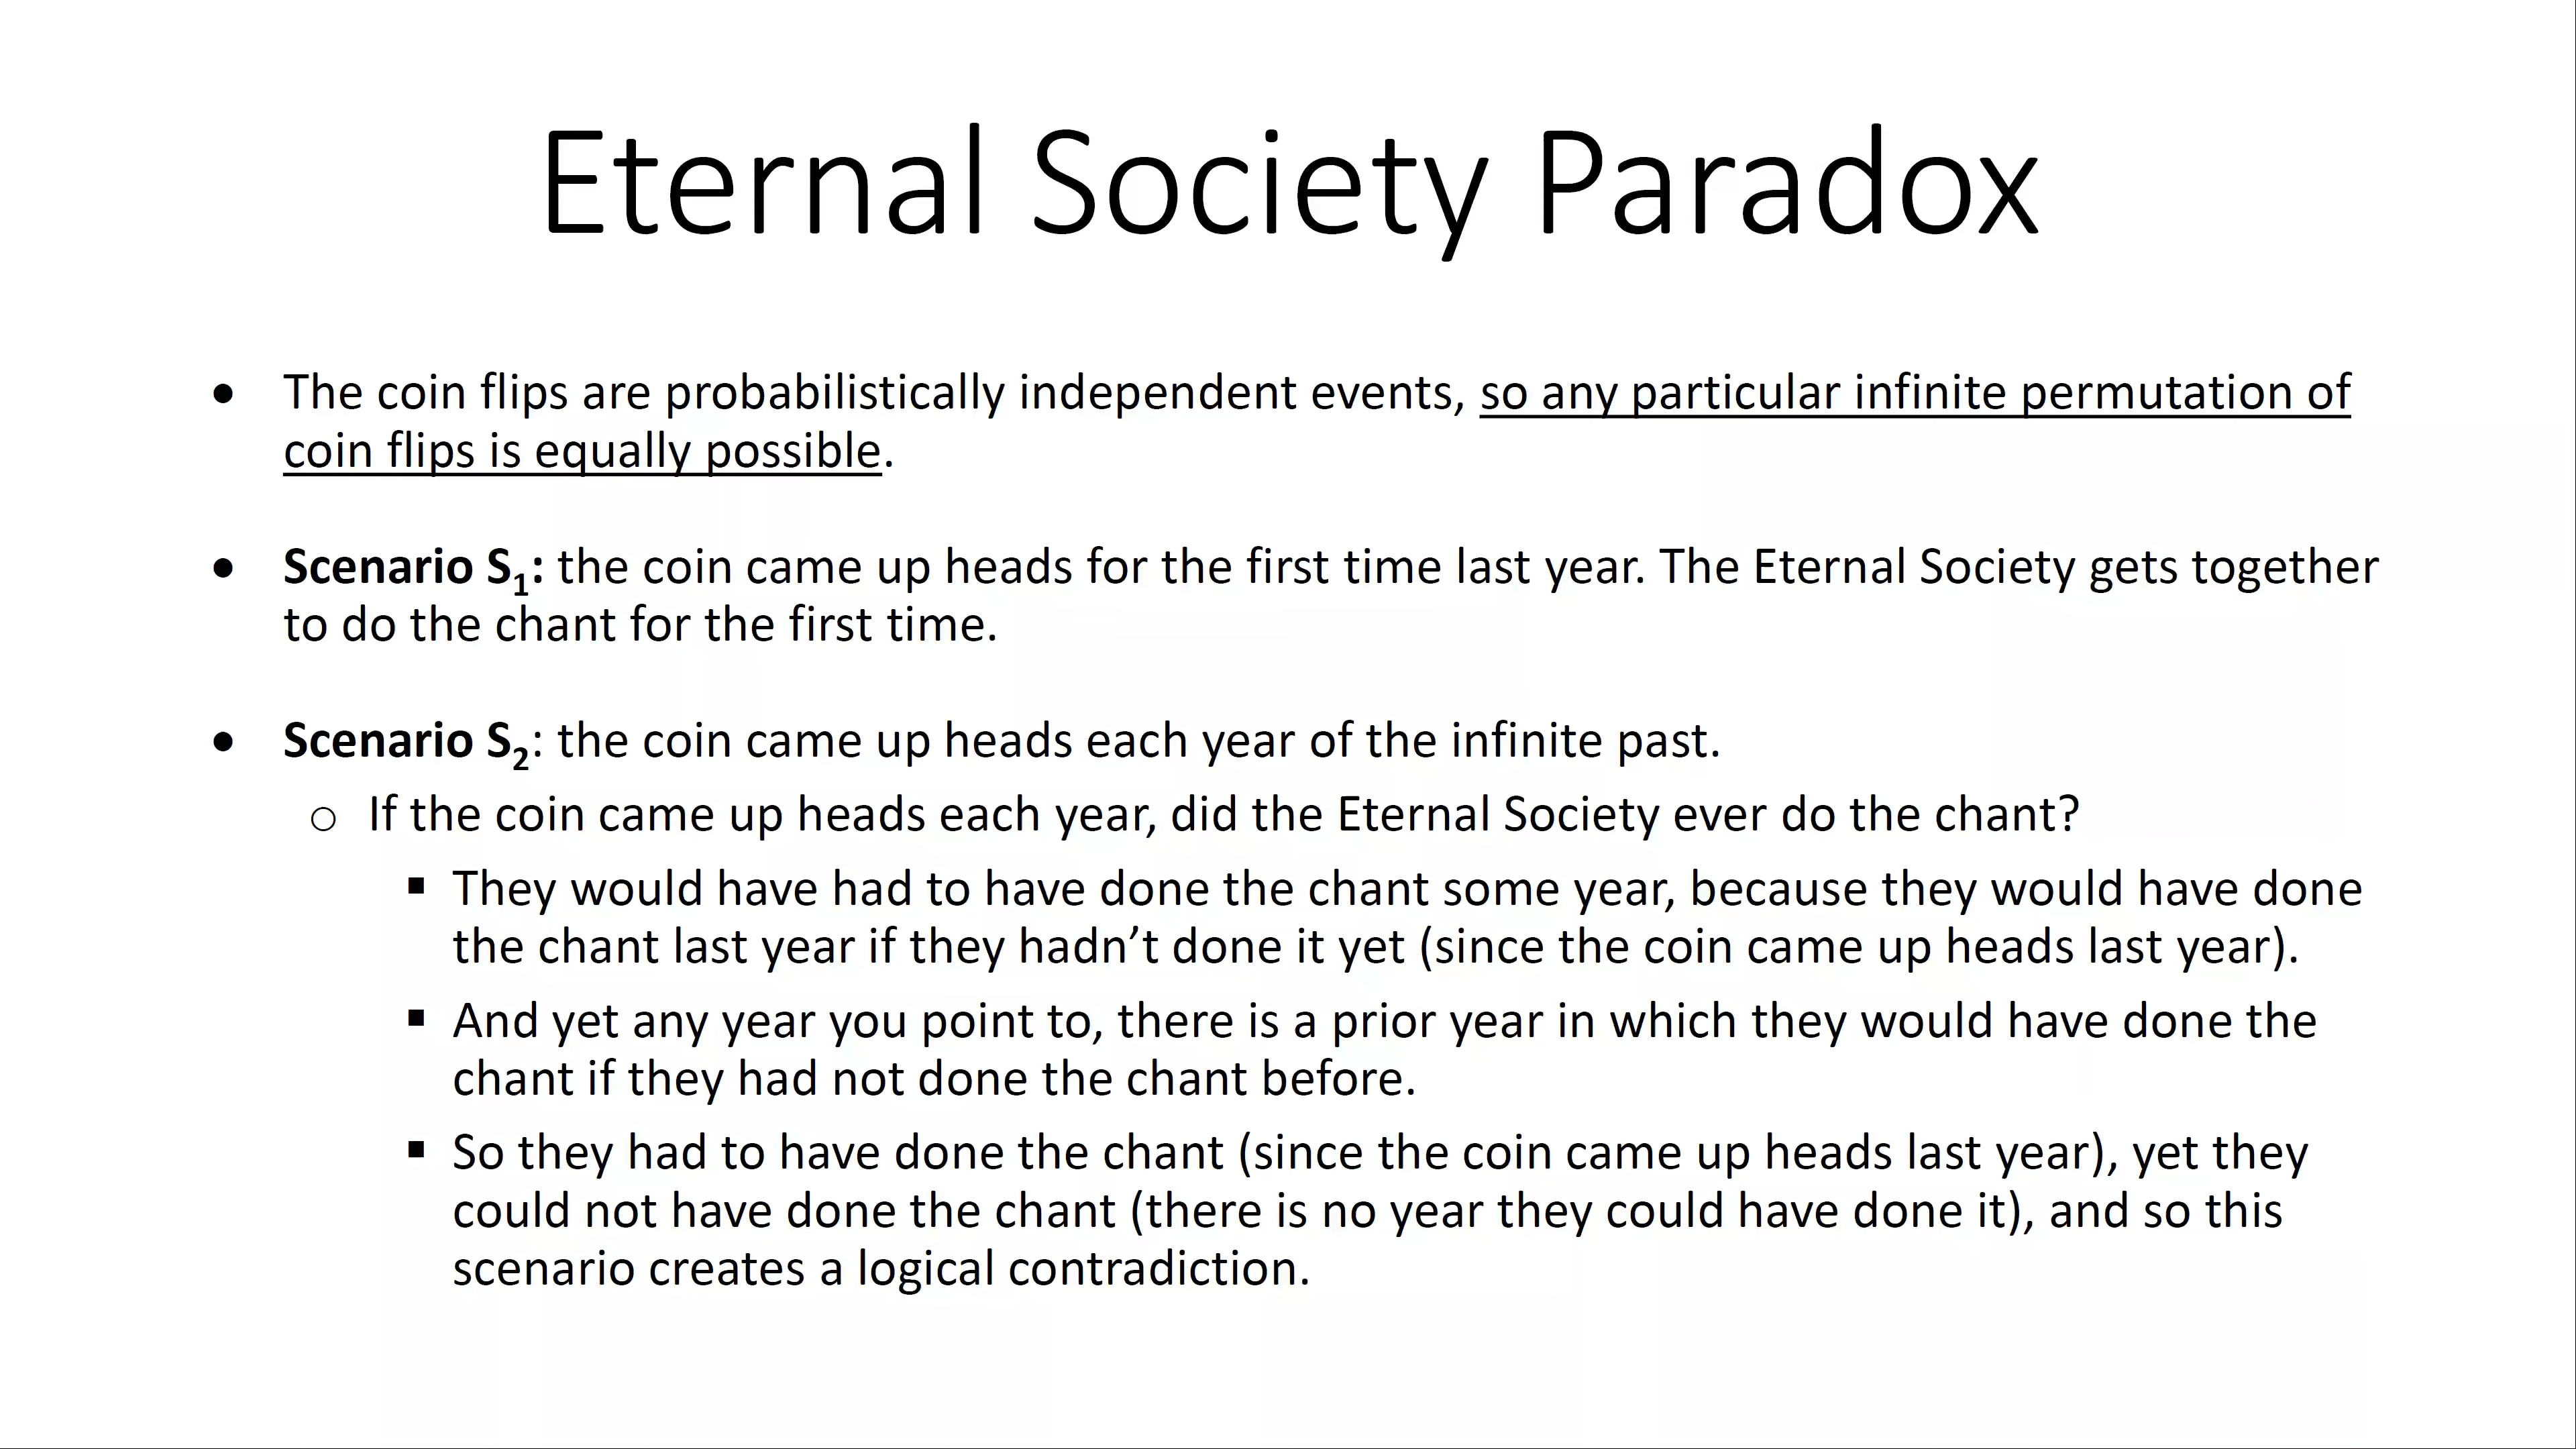 Eternal Society Paradox
• The coin flips are probabilistically independent events, so any particular infinite permutation of
coin flips is equally possible.
• Scenario S₁: the coin came up heads for the first time last year. The Eternal Society gets together
to do the chant for the first time.
• Scenario S₂: the coin came up heads each year of the infinite past.
○ If the coin came up heads each year, did the Eternal Society ever do the chant?
▪ They would have had to have done the chant some year, because they would have done
the chant last year if they hadn’t done it yet (since the coin came up heads last year).
▪ And yet any year you point to, there is a prior year in which they would have done the
chant if they had not done the chant before.
▪ So they had to have done the chant (since the coin came up heads last year), yet they
could not have done the chant (there is no year they could have done it), and so this
scenario creates a logical contradiction.